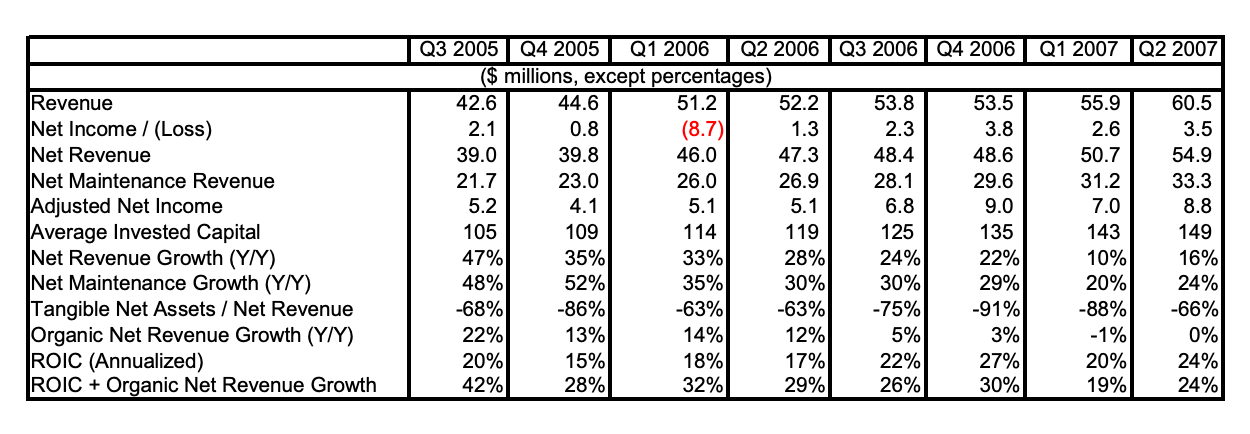 Q3 2005 Q4 2005 Q1 2006 Q2 2006 Q3 2006 Q4 2006 Q1 2007 Q2 2007
($ millions, except percentages)
Revenue 42.6 44.6 51.2 52.2 53.8 53.5 55.9 60.5
Net Income / (Loss) 2.1 0.8 (8.7) 1.3 2.3 3.8 2.6 3.5
Net Revenue 39.0 39.8 46.0 47.3 48.4 48.6 50.7 54.9
Net Maintenance Revenue 21.7 23.0 26.0 26.9 28.1 29.6 31.2 33.3
Adjusted Net Income 5.2 4.1 5.1 5.1 6.8 9.0 7.0 8.8
Average Invested Capital 105 109 114 119 125 135 143 149
Net Revenue Growth (Y/Y) 47% 35% 33% 28% 24% 22% 10% 16%
Net Maintenance Growth (Y/Y) 48% 52% 35% 30% 30% 29% 20% 24%
Tangible Net Assets / Net Revenue -68% -86% -63% -63% -75% -91% -88% -66%
Organic Net Revenue Growth (Y/Y) 22% 13% 14% 12% 5% 3% -1% 0%
ROIC (Annualized) 20% 15% 18% 17% 22% 27% 20% 24%
ROIC + Organic Net Revenue Growth 42% 28% 32% 29% 26% 30% 19% 24%